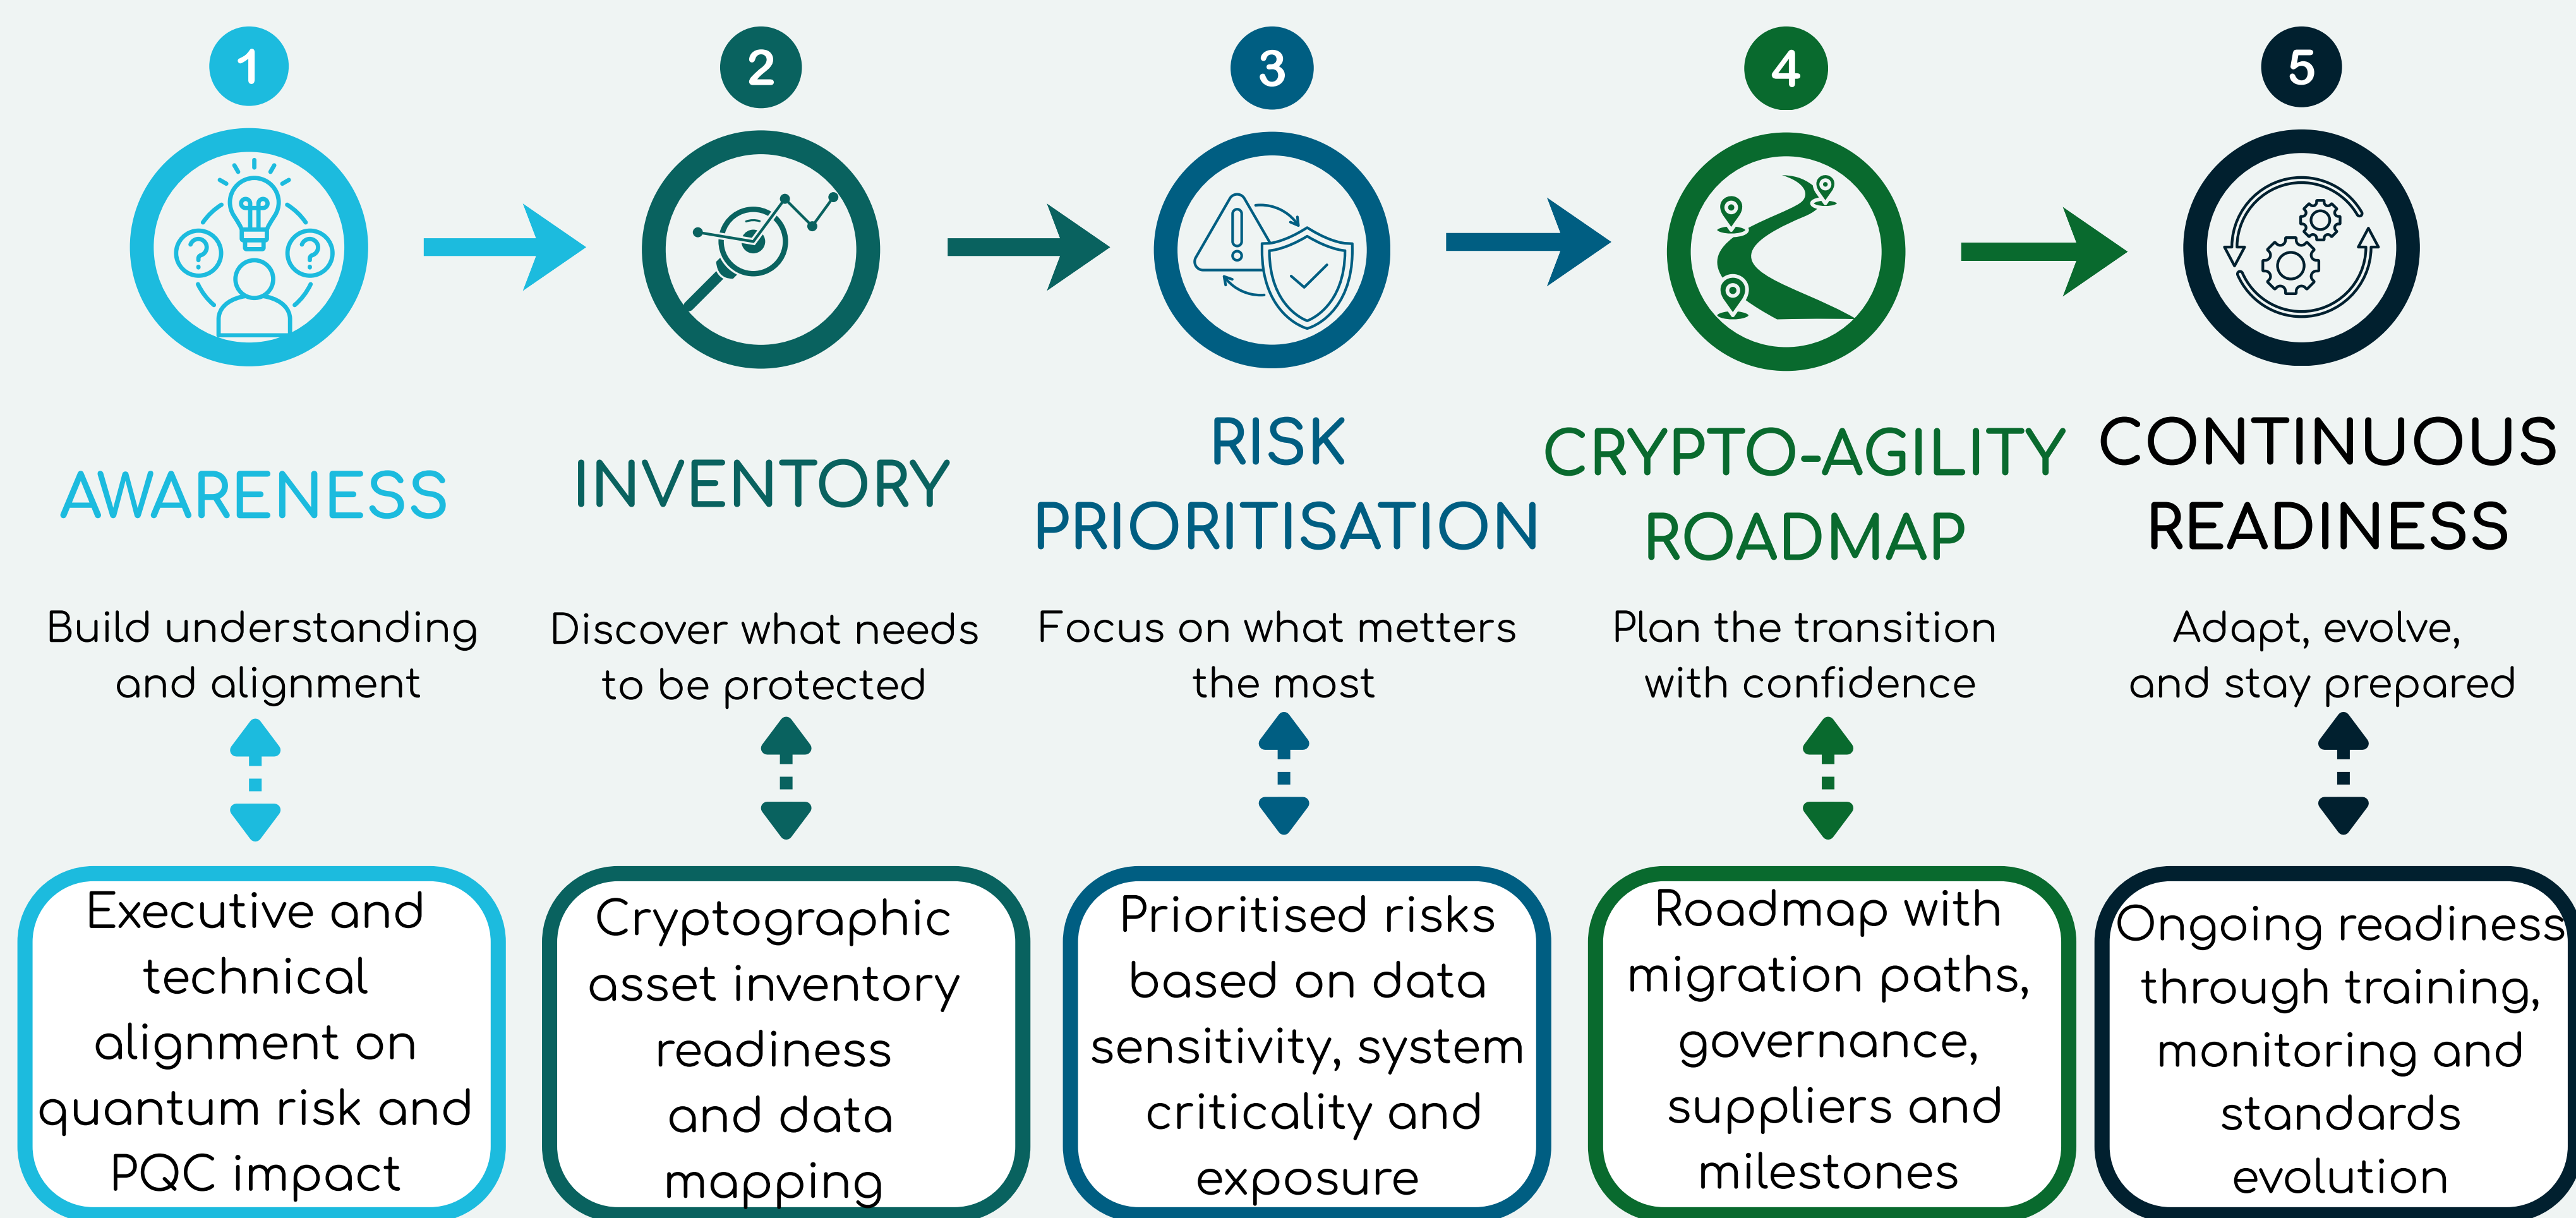 1
2
3
4
5
?
?
AWARENESS
INVENTORY
RISK
PRIORITISATION
CRYPTO-AGILITY
ROADMAP
CONTINUOUS
READINESS
Build understanding
and alignment
Discover what needs
to be protected
Focus on what metters
the most
Plan the transition
with confidence
Adapt, evolve,
and stay prepared
Executive and
technical
alignment on
quantum risk and
PQC impact
Cryptographic
asset inventory
readiness
and data
mapping
Prioritised risks
based on data
sensitivity, system
criticality and
exposure
Roadmap with
migration paths,
governance,
suppliers and
milestones
Ongoing readiness
through training,
monitoring and
standards
evolution